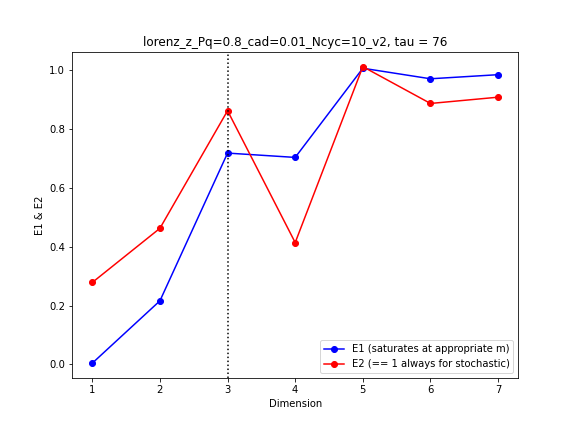 lorenz_z_Pq=0.8_cad=0.01_Ncyc=10_v2, tau = 76
E1 & E2
1.0
0.8
0.6
0.4
0.2
0.0
E1 (saturates at appropriate m)
E2 (== 1 always for stochastic)
1 2 3 4 5 6 7
Dimension